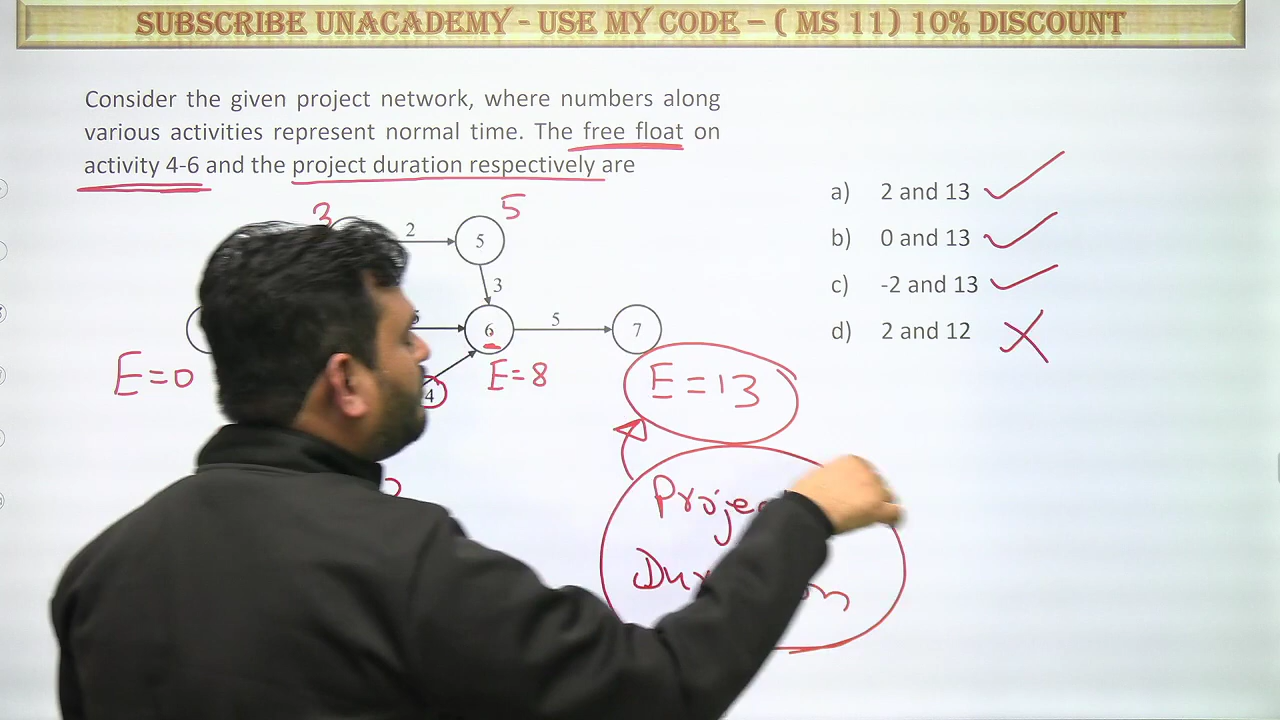 SUBSCRIBE UNACADEMY - USE MY CODE – ( MS 11) 10% DISCOUNT
Consider the given project network, where numbers along
various activities represent normal time. The free float on
activity 4-6 and the project duration respectively are
a) 2 and 13
b) 0 and 13
c) -2 and 13
d) 2 and 12
3 5
2 5
3
6 5 7
E=0 E=8 E=13
4
Project